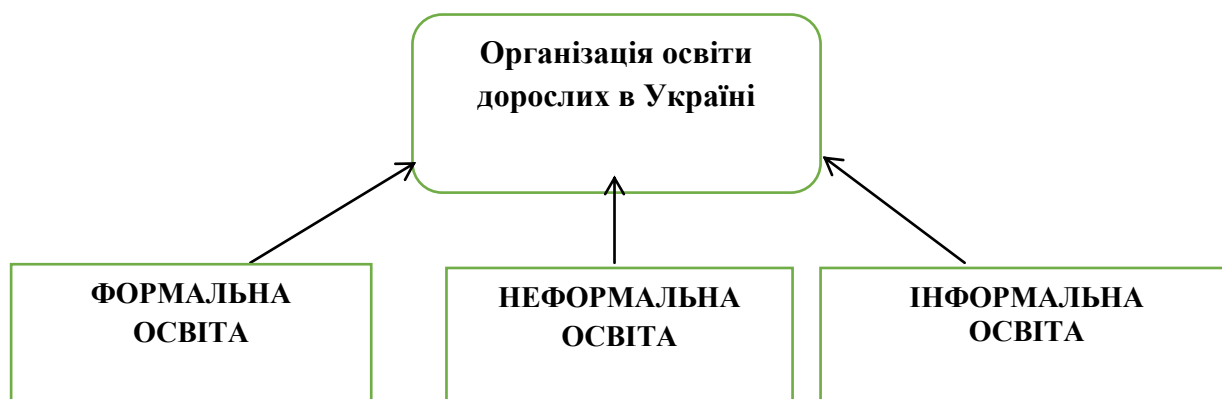 Організація освіти
дорослих в Україні
ФОРМАЛЬНА
ОСВІТА
НЕФОРМАЛЬНА
ОСВІТА
ІНФОРМАЛЬНА
ОСВІТА